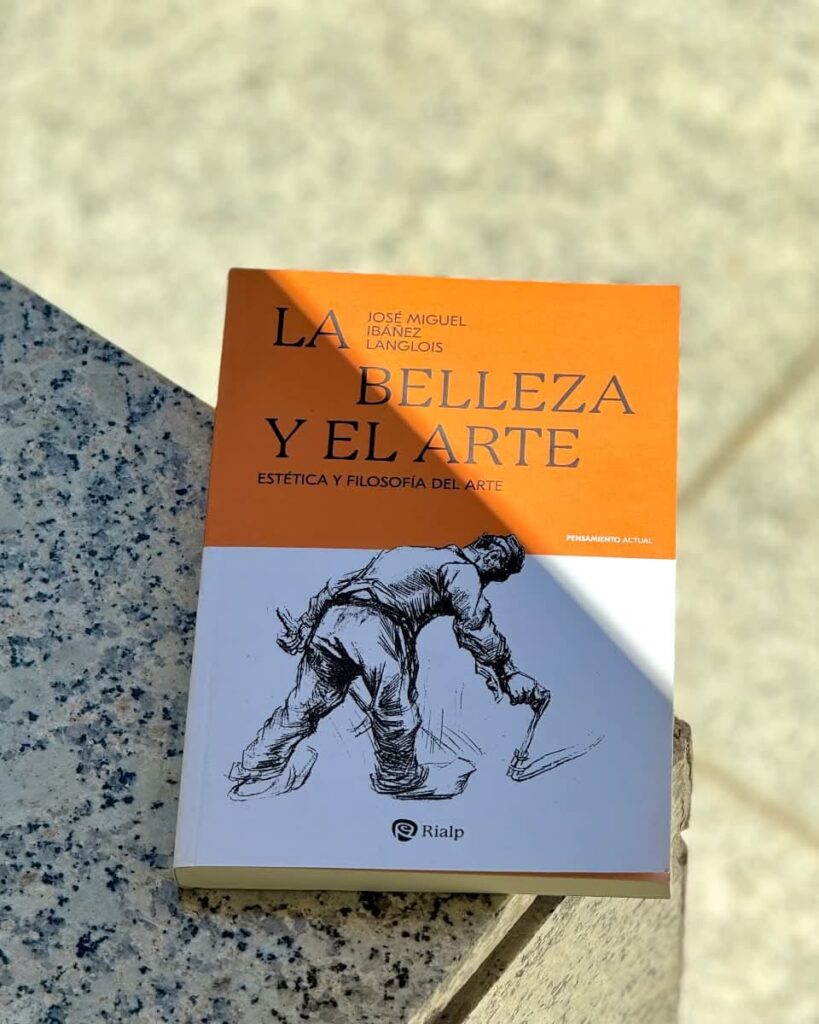 LA
JOSÉ MIGUEL
IBÁÑEZ
LANGLOIS
BELLEZA
Y EL ARTE
ESTÉTICA Y FILOSOFÍA DEL ARTE
PENSAMIENTO ACTUAL
Rialp